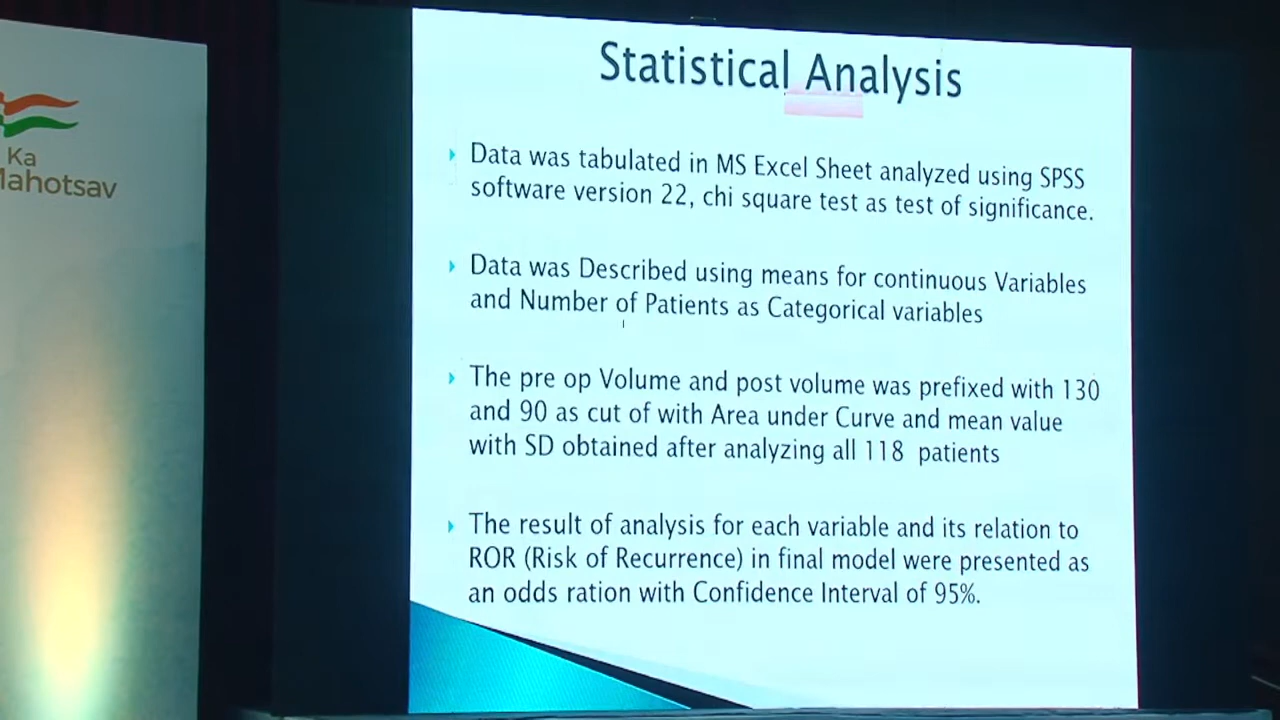 Ka
Mahotsav
Statistical Analysis
Data was tabulated in MS Excel Sheet analyzed using SPSS
software version 22, chi square test as test of significance.
Data was Described using means for continuous Variables
and Number of Patients as Categorical variables
The pre op Volume and post volume was prefixed with 130
and 90 as cut of with Area under Curve and mean value
with SD obtained after analyzing all 118 patients
The result of analysis for each variable and its relation to
ROR (Risk of Recurrence) in final model were presented as
an odds ration with Confidence Interval of 95%.